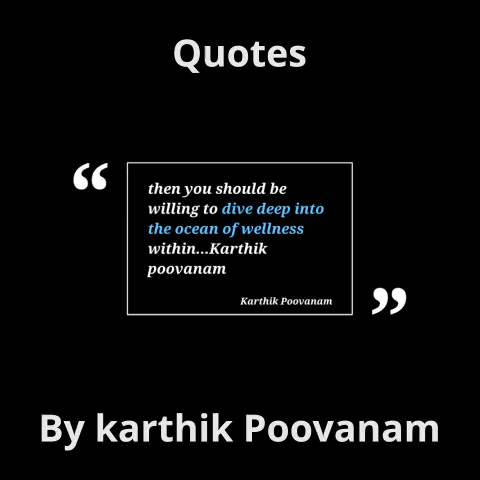 Quotes
“
then you should be
willing to dive deep into
the ocean of wellness
within...Karthik
poovanam
Karthik Poovanam
”
By karthik Poovanam